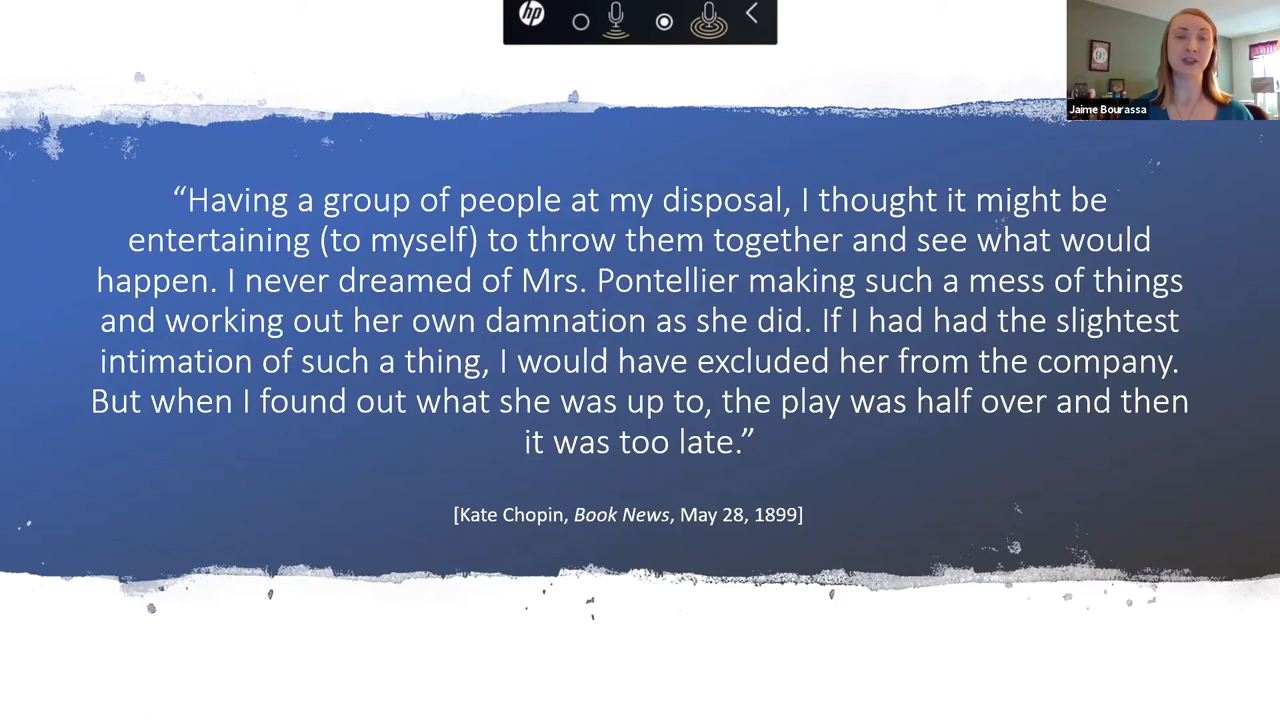 hp
Jaime Bourassa
“Having a group of people at my disposal, I thought it might be
entertaining (to myself) to throw them together and see what would
happen. I never dreamed of Mrs. Pontellier making such a mess of things
and working out her own damnation as she did. If I had had the slightest
intimation of such a thing, I would have excluded her from the company.
But when I found out what she was up to, the play was half over and then
it was too late.”
[Kate Chopin, Book News, May 28, 1899]